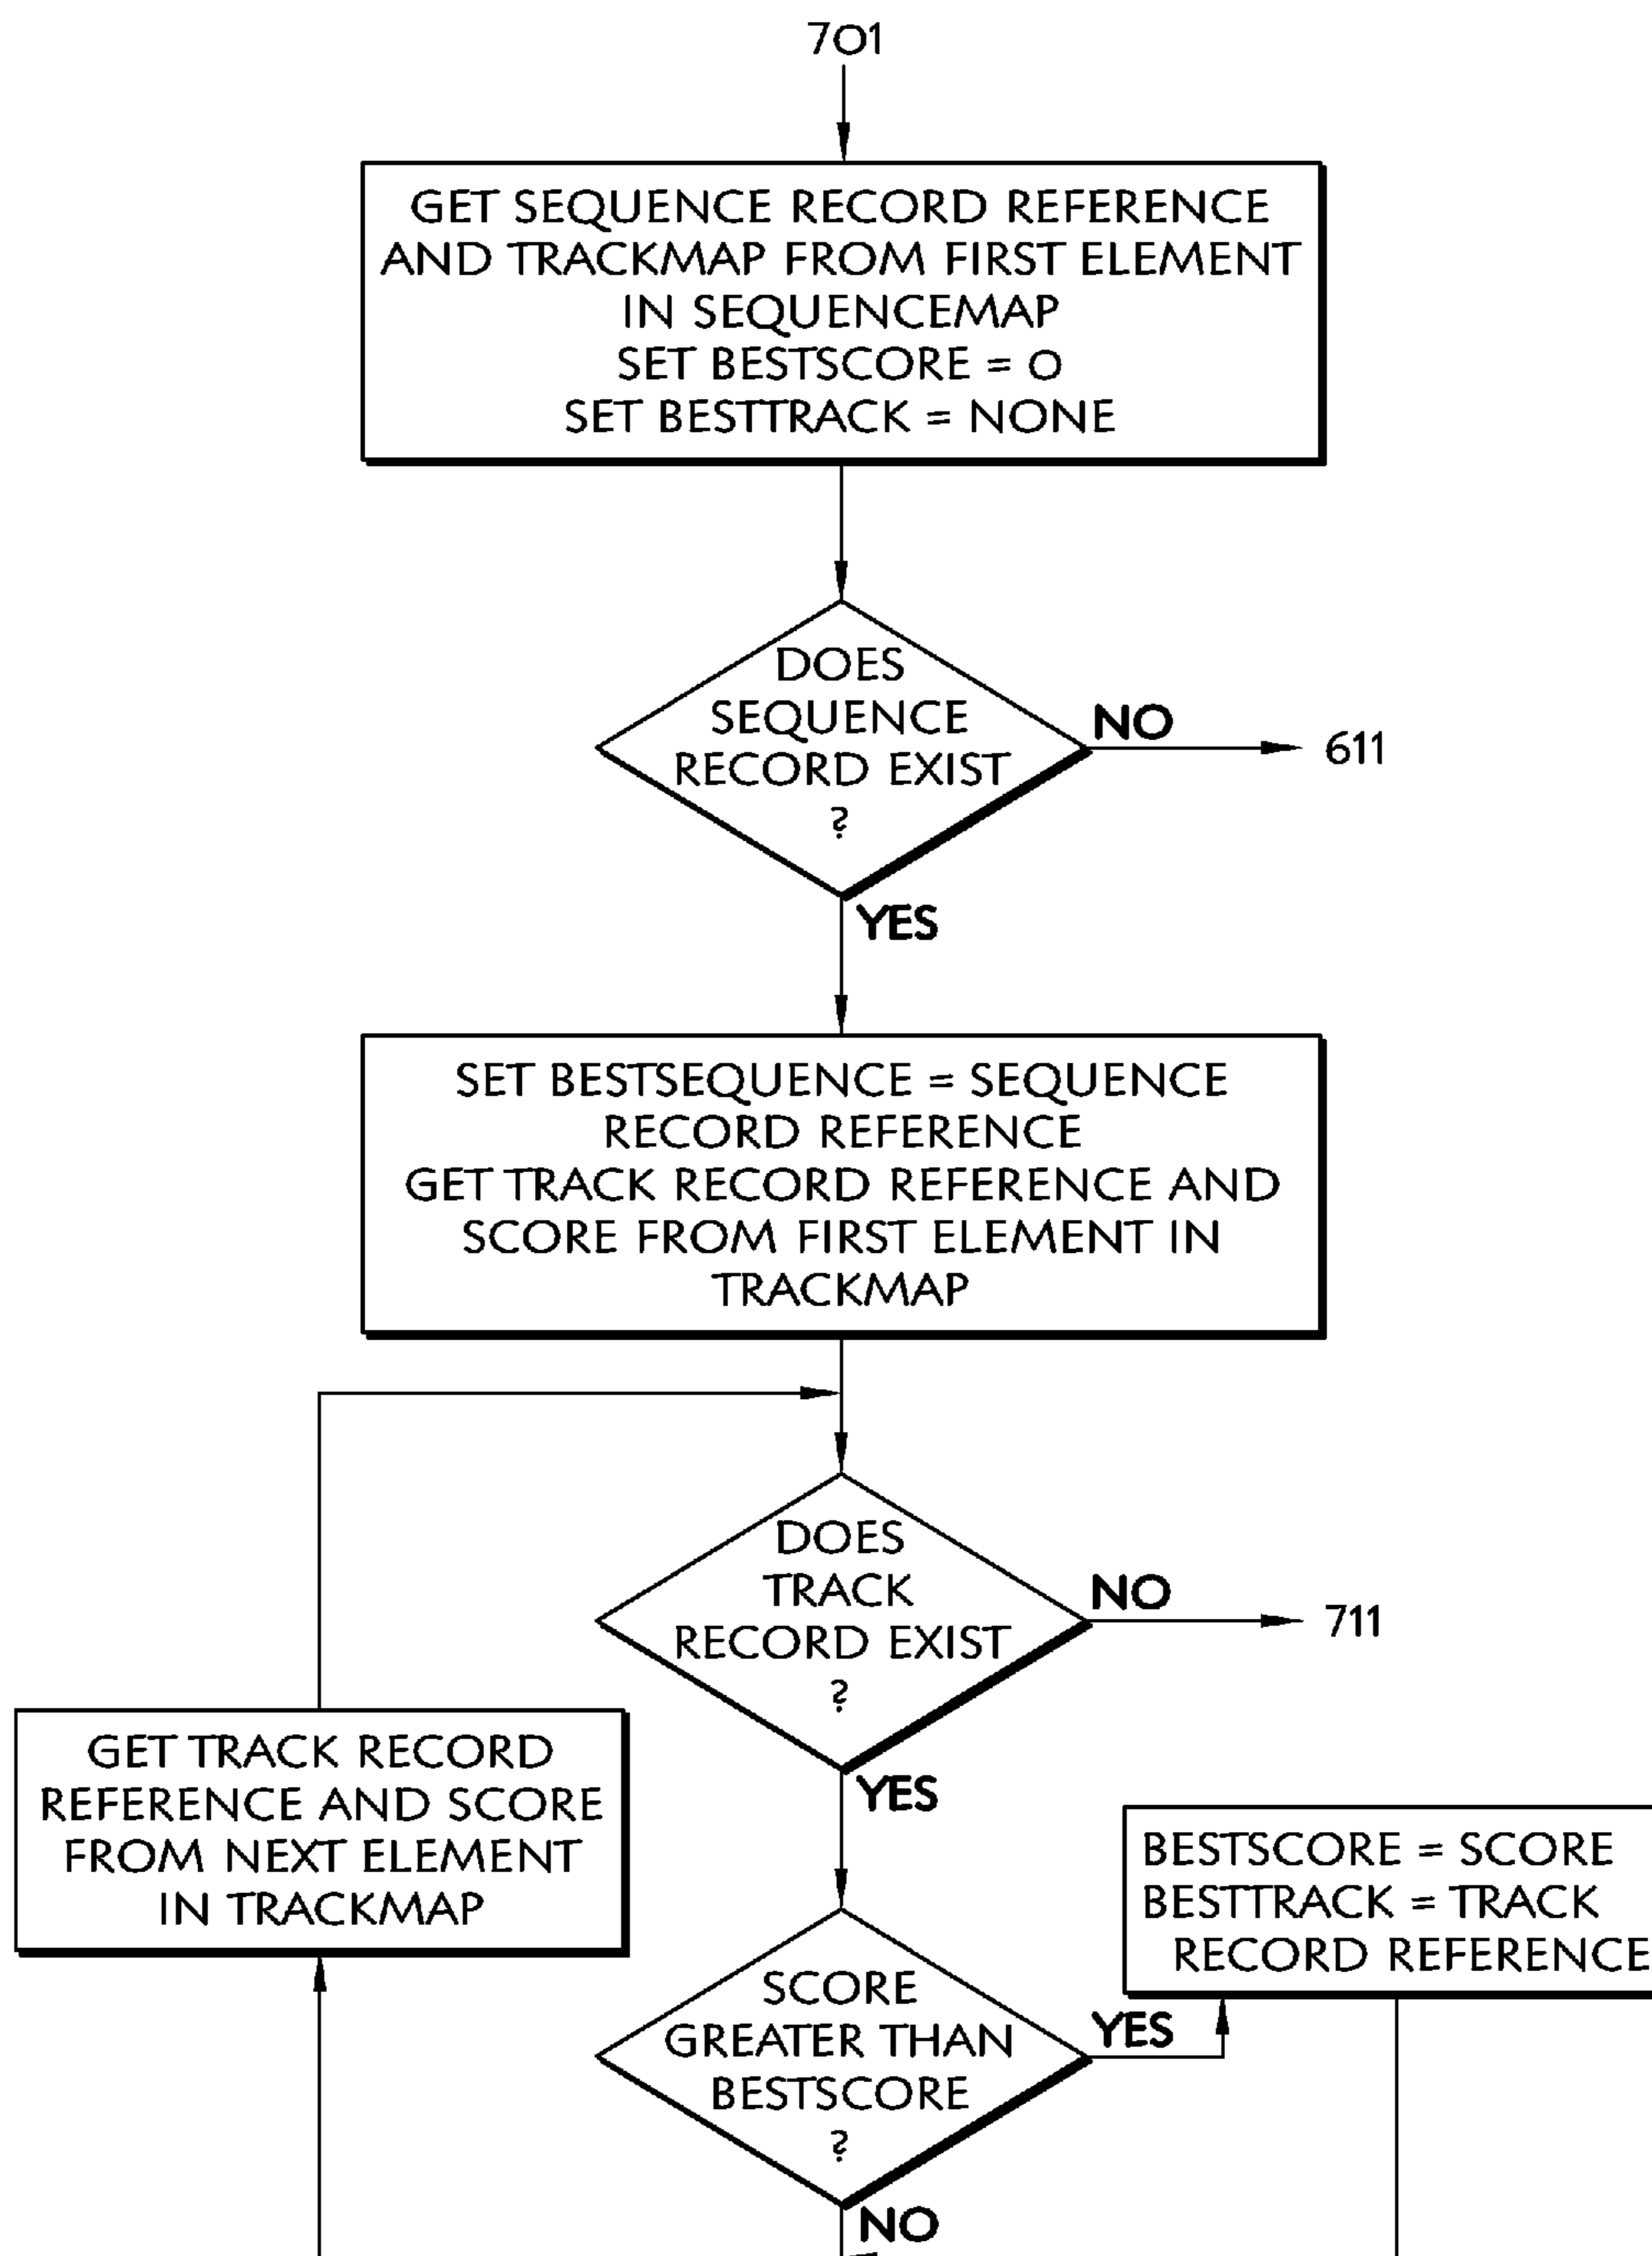 701
GET SEQUENCE RECORD REFERENCE
AND TRACKMAP FROM FIRST ELEMENT
IN SEQUENCEMAP
SET BESTSCORE = 0
SET BESTTRACK = NONE
DOES
SEQUENCE
RECORD EXIST
?
NO
611
YES
SET BESTSEQUENCE = SEQUENCE
RECORD REFERENCE
GET TRACK RECORD REFERENCE AND
SCORE FROM FIRST ELEMENT IN
TRACKMAP
DOES
TRACK
RECORD EXIST
?
NO
711
YES
GET TRACK RECORD
REFERENCE AND SCORE
FROM NEXT ELEMENT
IN TRACKMAP
SCORE
GREATER THAN
BESTSCORE
?
YES
BESTSCORE = SCORE
BESTTRACK = TRACK
RECORD REFERENCE
NO